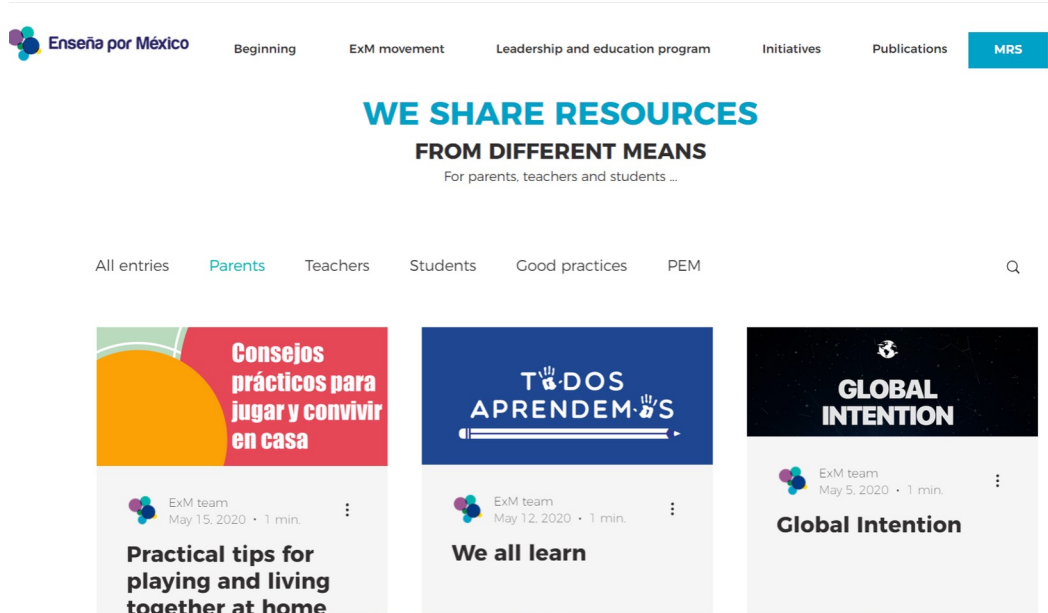 Enseña por México
Beginning
ExM movement
Leadership and education program
Initiatives
Publications
MRS
WE SHARE RESOURCES
FROM DIFFERENT MEANS
For parents, teachers and students ...
All entries
Parents
Teachers
Students
Good practices
PEM
Consejos
prácticos para
jugar y convivir
en casa
ExM team
May 15, 2020 • 1 min.
Practical tips for
playing and living
together at home
TODOS
APRENDEMOS
ExM team
May 12, 2020 • 1 min.
We all learn
GLOBAL
INTENTION
ExM team
May 5, 2020 • 1 min.
Global Intention